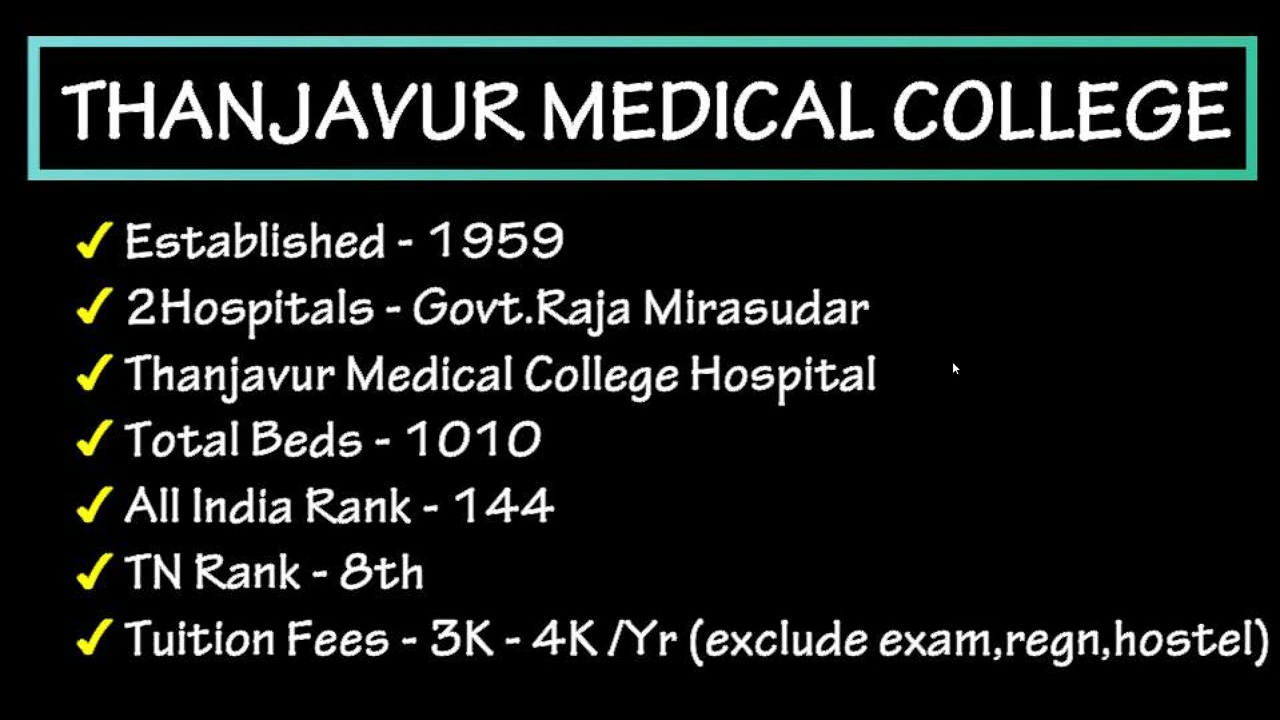 THANJAVUR MEDICAL COLLEGE
✓ Established - 1959
✓ 2Hospitals - Govt.Raja Mirasudar
✓ Thanjavur Medical College Hospital
✓ Total Beds - 1010
✓ All India Rank - 144
✓ TN Rank - 8th
✓ Tuition Fees - 3K - 4K /Yr (exclude exam,regn,hostel)